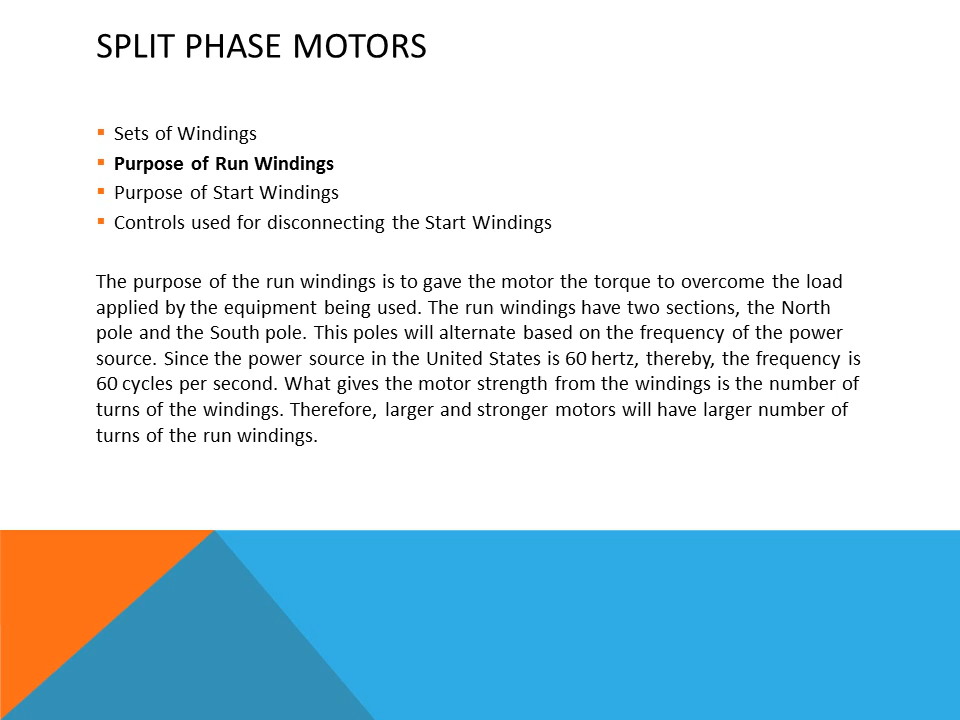 SPLIT PHASE MOTORS
Sets of Windings
Purpose of Run Windings
Purpose of Start Windings
Controls used for disconnecting the Start Windings
The purpose of the run windings is to gave the motor the torque to overcome the load
applied by the equipment being used. The run windings have two sections, the North
pole and the South pole. This poles will alternate based on the frequency of the power
source. Since the power source in the United States is 60 hertz, thereby, the frequency is
60 cycles per second. What gives the motor strength from the windings is the number of
turns of the windings. Therefore, larger and stronger motors will have larger number of
turns of the run windings.